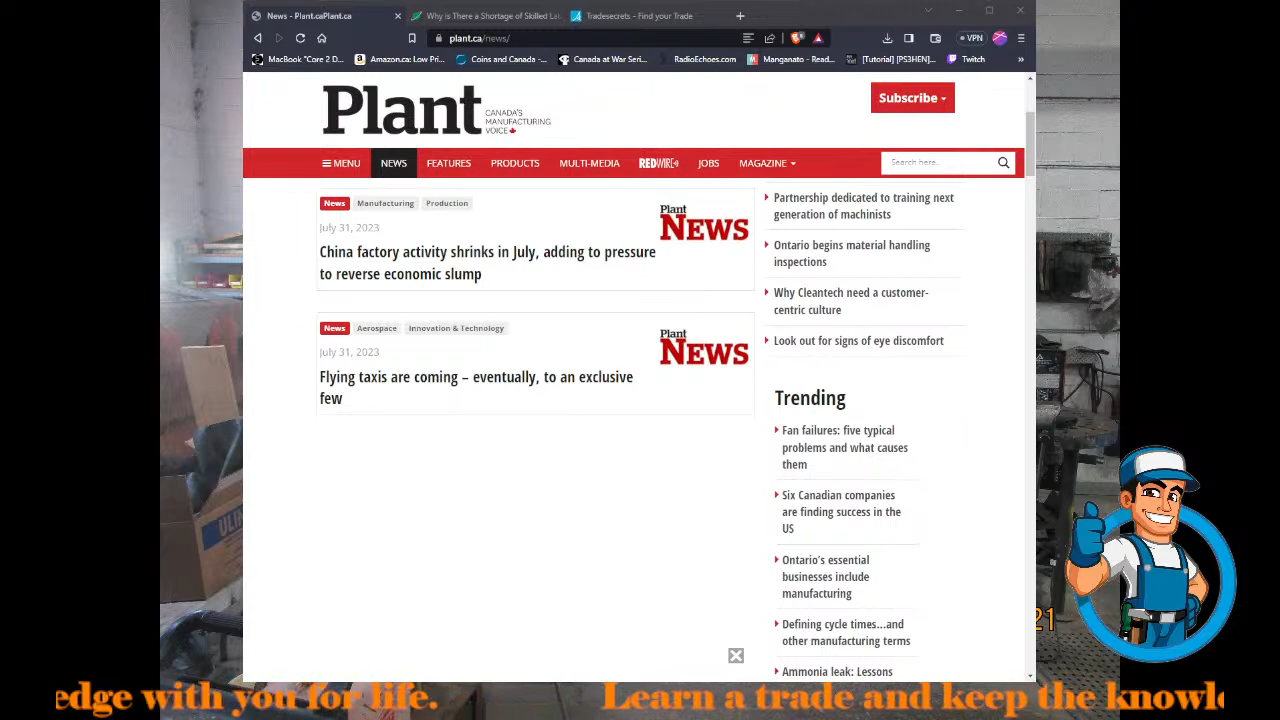 News - Plant.caPlant.ca
Why is There a Shortage of Skilled Lal
Tradesecrets - Find your Trade
plant.ca/news/
VPN
MacBook "Core 2 D...
Amazon.ca: Low Pri...
Coins and Canada -...
Canada at War Seri...
RadioEchoes.com
Manganato - Read...
[Tutorial] [PS3HEN]...
Twitch
»
Plant
CANADA'S
MANUFACTURING
VOICE
Subscribe
MENU
NEWS
FEATURES
PRODUCTS
MULTI-MEDIA
REDWIRE
JOBS
MAGAZINE
Search here...
News
Manufacturing
Production
July 31, 2023
China factory activity shrinks in July, adding to pressure
to reverse economic slump
Plant
NEWS
News
Aerospace
Innovation & Technology
July 31, 2023
Flying taxis are coming – eventually, to an exclusive
few
Plant
NEWS
Partnership dedicated to training next
generation of machinists
Ontario begins material handling
inspections
Why Cleantech need a customer-
centric culture
Look out for signs of eye discomfort
Trending
Fan failures: five typical
problems and what causes
them
Six Canadian companies
are finding success in the
US
Ontario's essential
businesses include
manufacturing
Defining cycle times...and
other manufacturing terms
Ammonia leak: Lessons
21
edge with you for life.
Learn a trade and keep the knowl